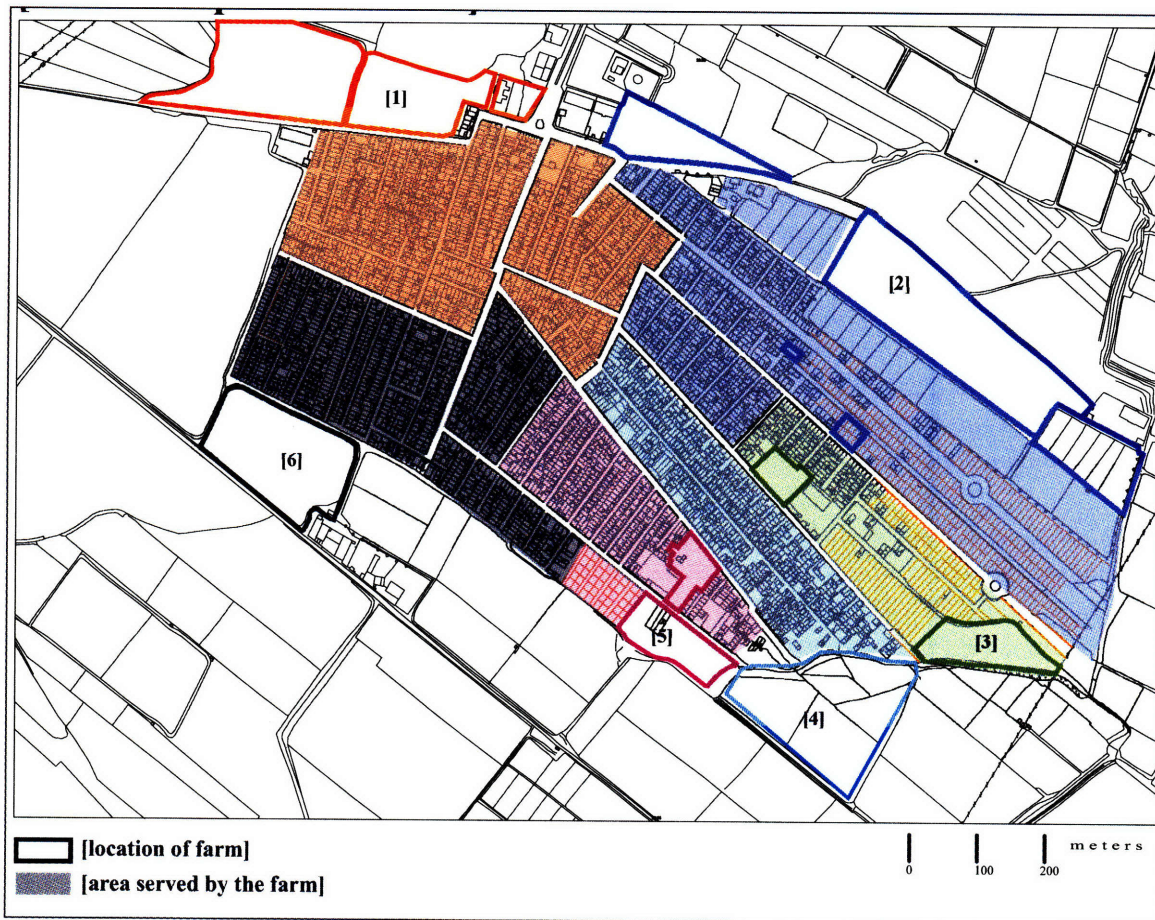 [1]
[2]
[6]
[3]
[5]
[4]
[location of farm]
[area served by the farm]
meters
0 100 200